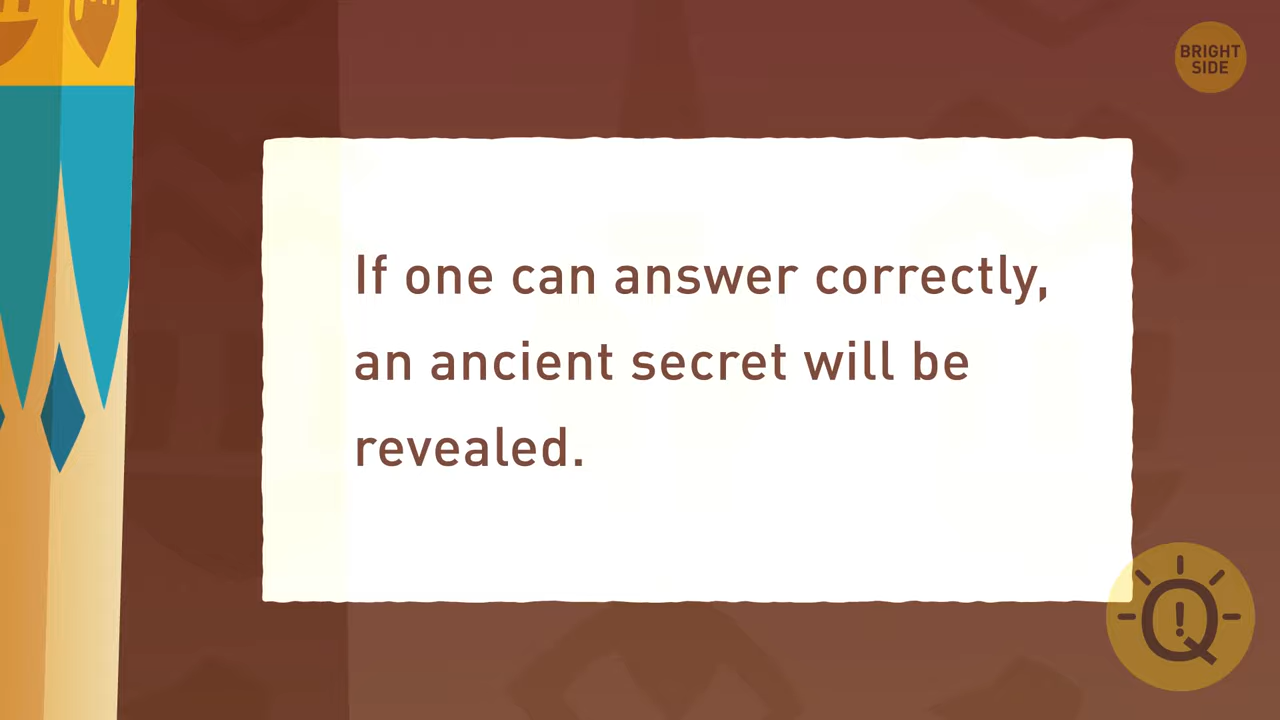 BRIGHT
SIDE
If one can answer correctly,
an ancient secret will be
revealed.
Q!